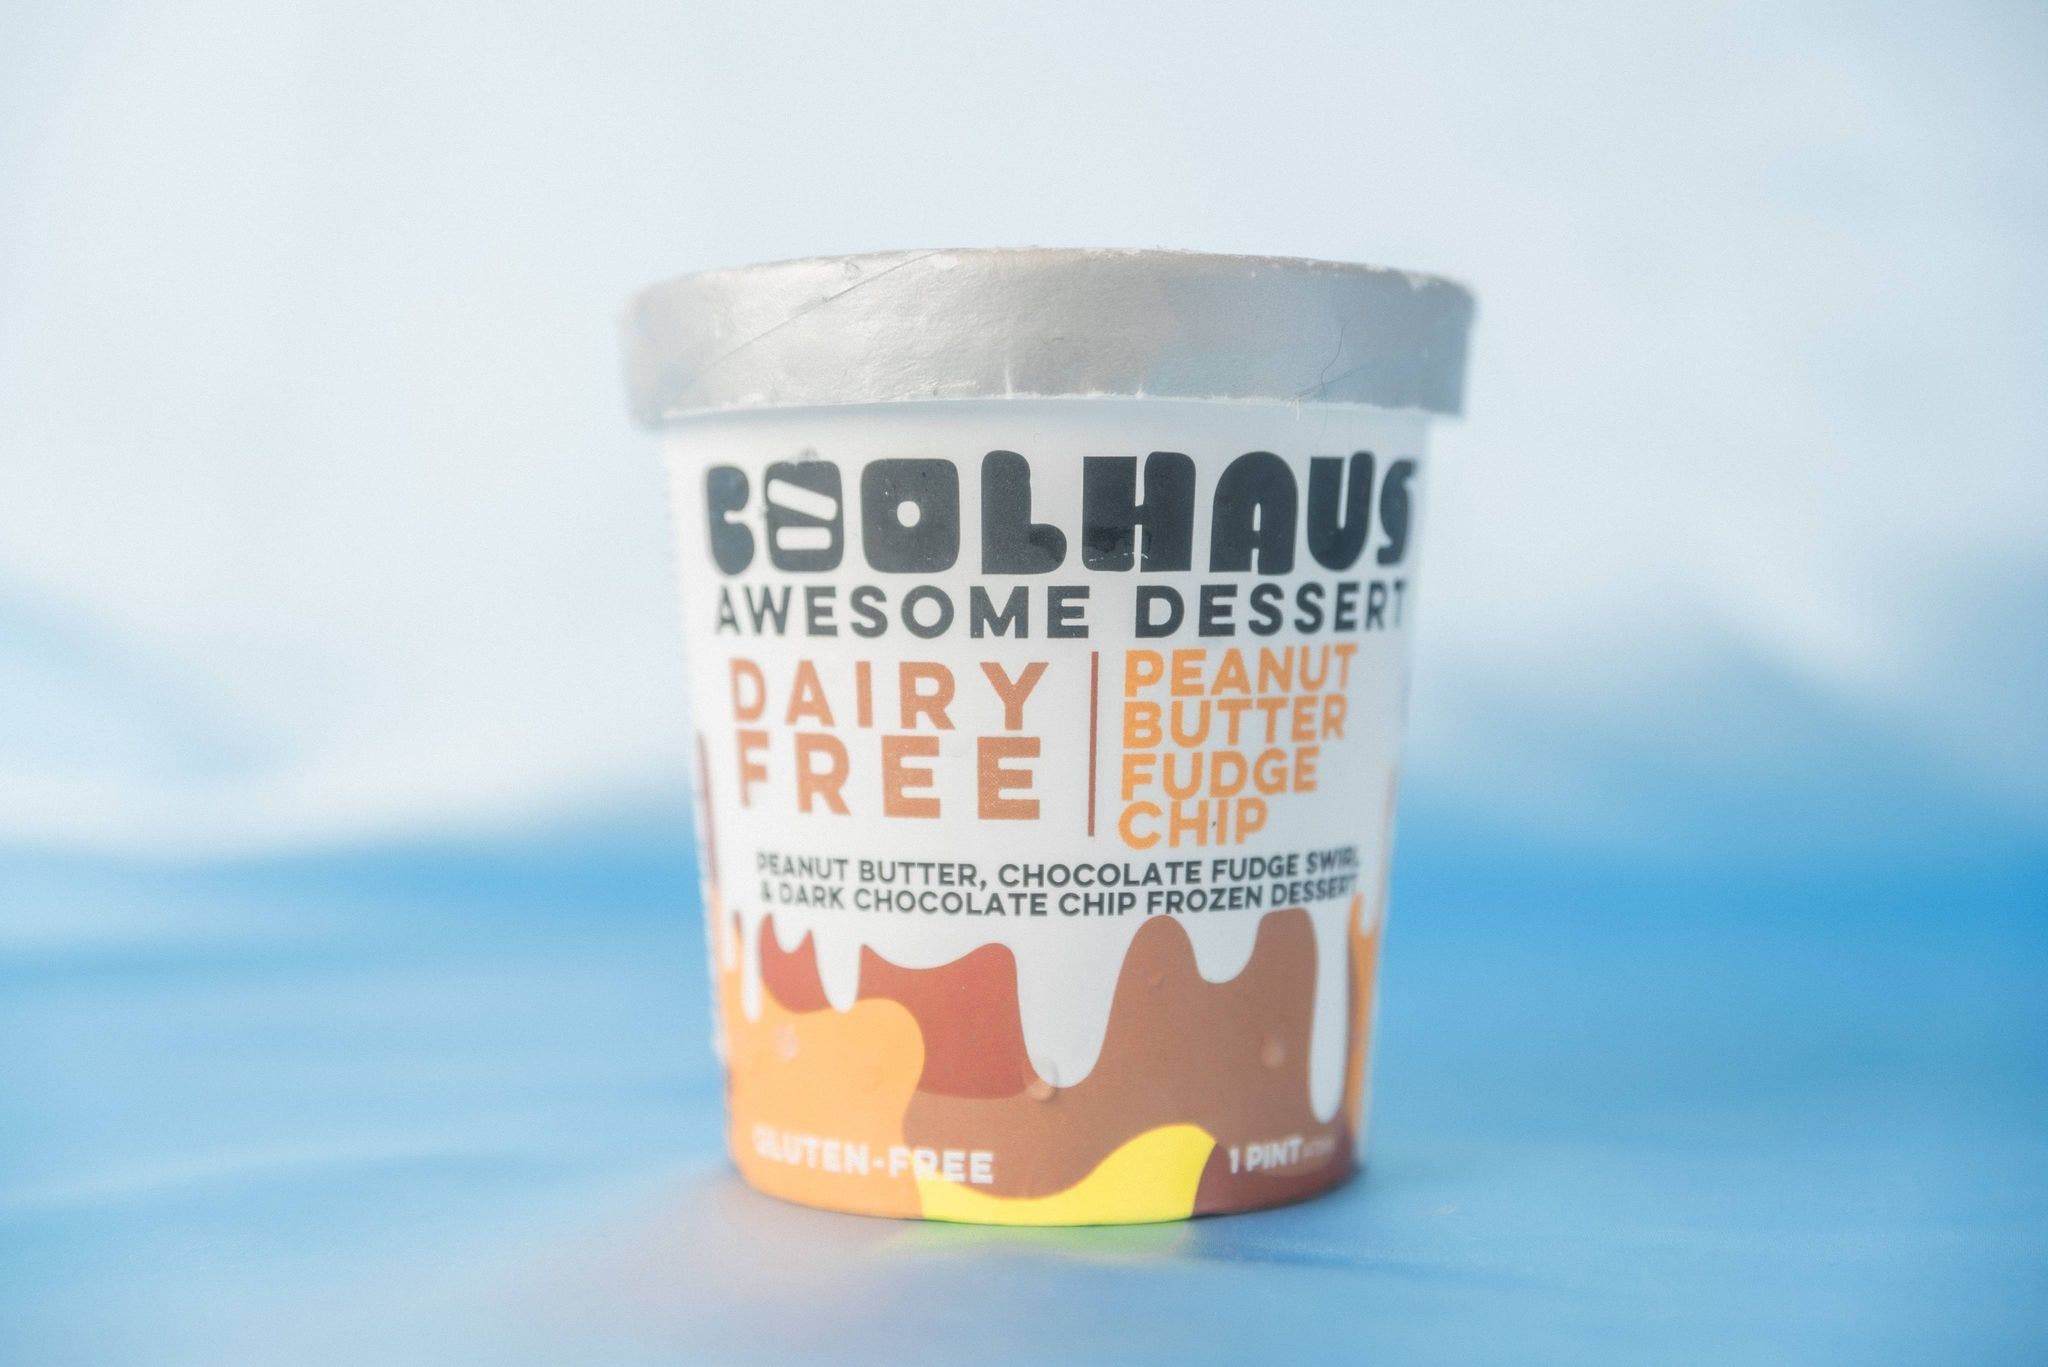 COOLHAUS
AWESOME DESSERT
DAIRY
FREE
PEANUT
BUTTER
FUDGE
CHIP
PEANUT BUTTER, CHOCOLATE FUDGE SWIRL
& DARK CHOCOLATE CHIP FROZEN DESSERT
GLUTEN-FREE
1 PINT